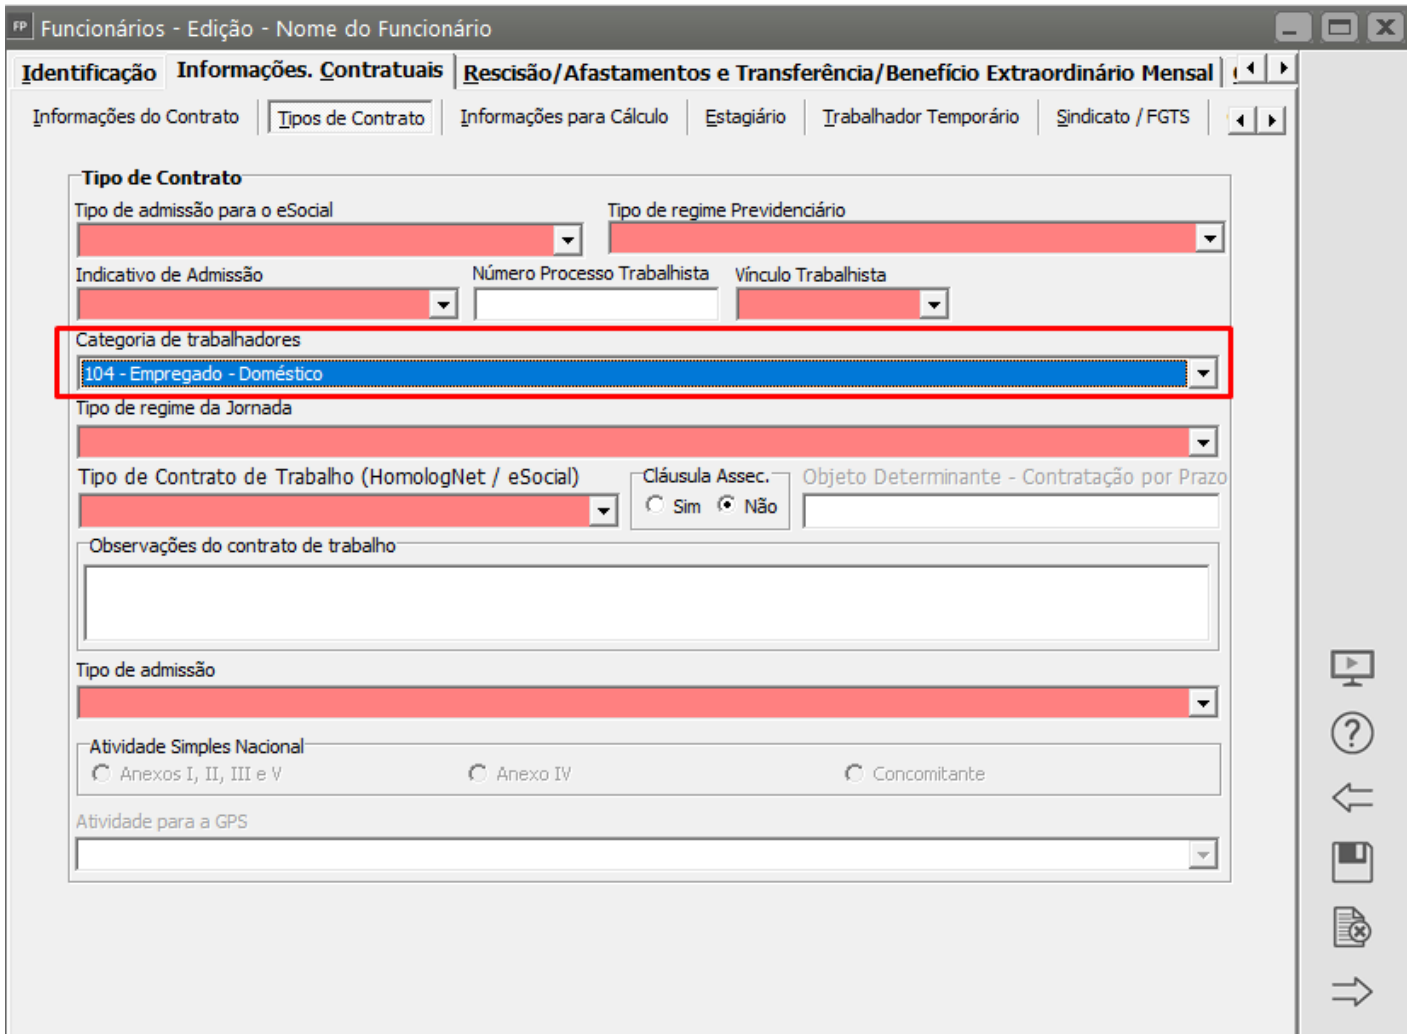 FP Funcionários - Edição - Nome do Funcionário
Identificação Informações. Contratuais Rescisão/Afastamentos e Transferência/Benefício Extraordinário Mensal
Informações do Contrato Tipos de Contrato Informações para Cálculo Estagiário Trabalhador Temporário Sindicato / FGTS
Tipo de Contrato
Tipo de admissão para o eSocial Tipo de regime Previdenciário
Indicativo de Admissão Número Processo Trabalhista Vínculo Trabalhista
Categoria de trabalhadores
104 - Empregado - Doméstico
Tipo de regime da Jornada
Tipo de Contrato de Trabalho (HomologNet / eSocial) Cláusula Assec. Objeto Determinante - Contratação por Prazo
Sim Não
Observações do contrato de trabalho
Tipo de admissão
Atividade Simples Nacional
Anexos I, II, III e V Anexo IV Concomitante
Atividade para a GPS